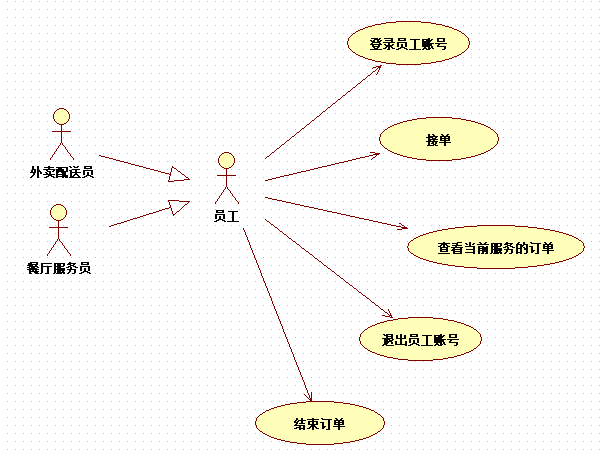 登录员工账号
接单
外卖配送员
员工
查看当前服务的订单
餐厅服务员
退出员工账号
结束订单